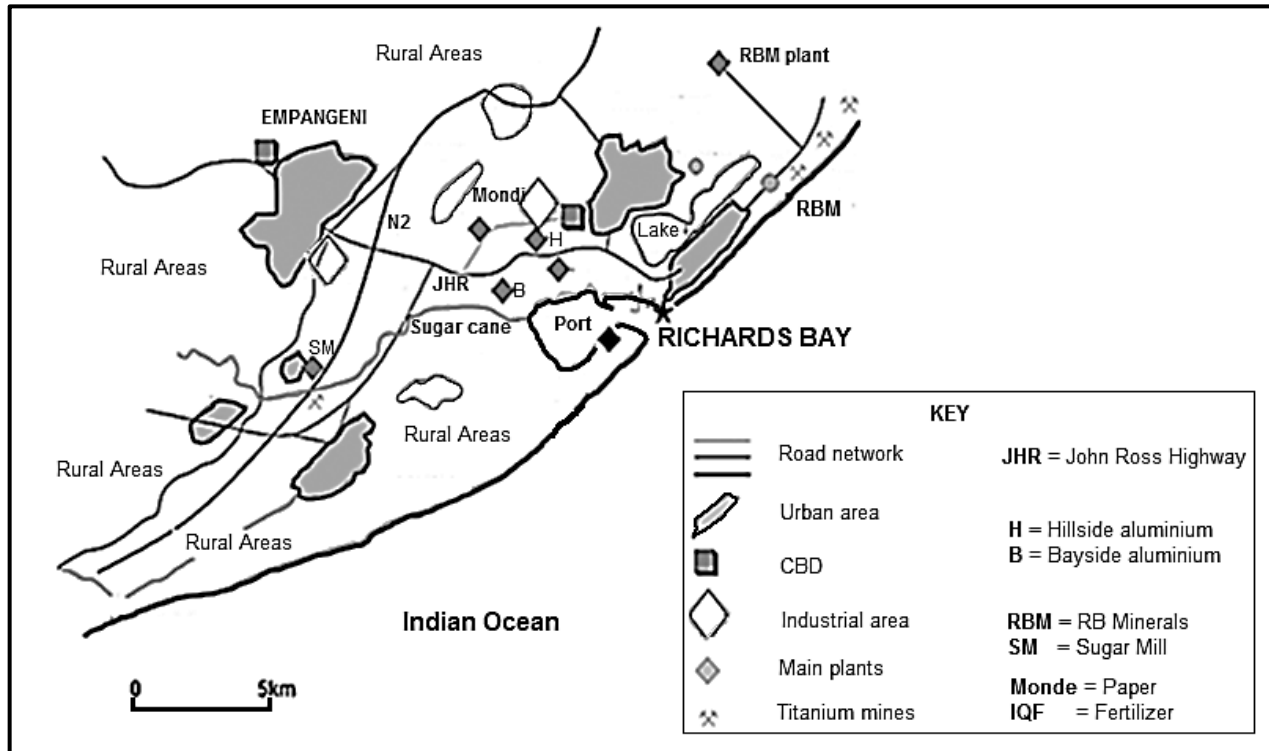 Rural Areas
RBM plant
EMPANGENI
Mondi
N2
RBM
Lake
H
Rural Areas
JHR
B
Sugar cane
Port
RICHARDS BAY
SM
Rural Areas
Rural Areas
Rural Areas
Indian Ocean
0 5km
KEY
Road network
Urban area
CBD
Industrial area
Main plants
Titanium mines
JHR = John Ross Highway
H = Hillside aluminium
B = Bayside aluminium
RBM = RB Minerals
SM = Sugar Mill
Monde = Paper
IQF = Fertilizer